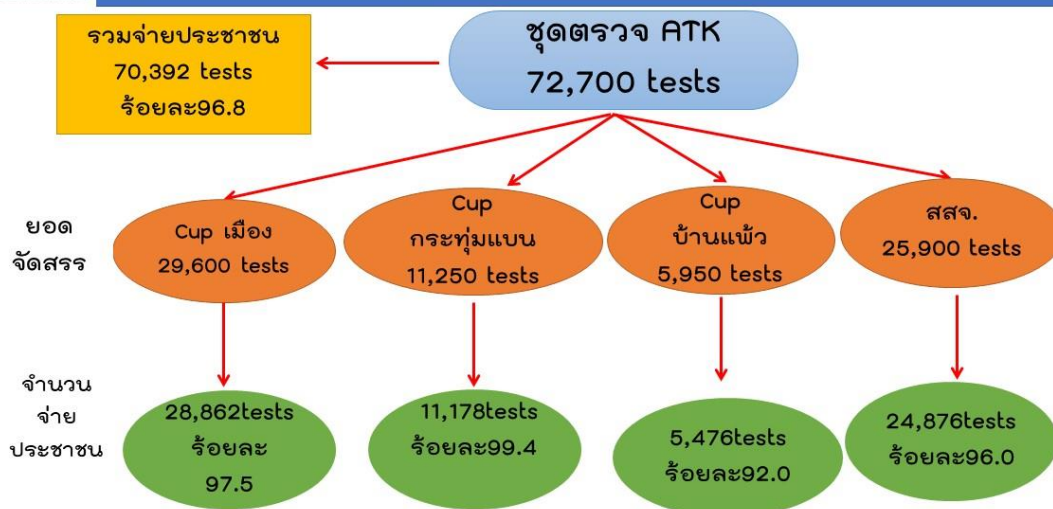 ชุดตรวจ ATK
72,700 tests
รวมจ่ายประชาชน
70,392 tests
ร้อยละ96.8
ยอด
จัดสรร
Cup เมือง
29,600 tests
Cup
กระทุ่มแบน
11,250 tests
Cup
บ้านแพ้ว
5,950 tests
สสจ.
25,900 tests
จำนวน
จ่าย
ประชาชน
28,862tests
ร้อยละ
97.5
11,178tests
ร้อยละ99.4
5,476tests
ร้อยละ92.0
24,876tests
ร้อยละ96.0